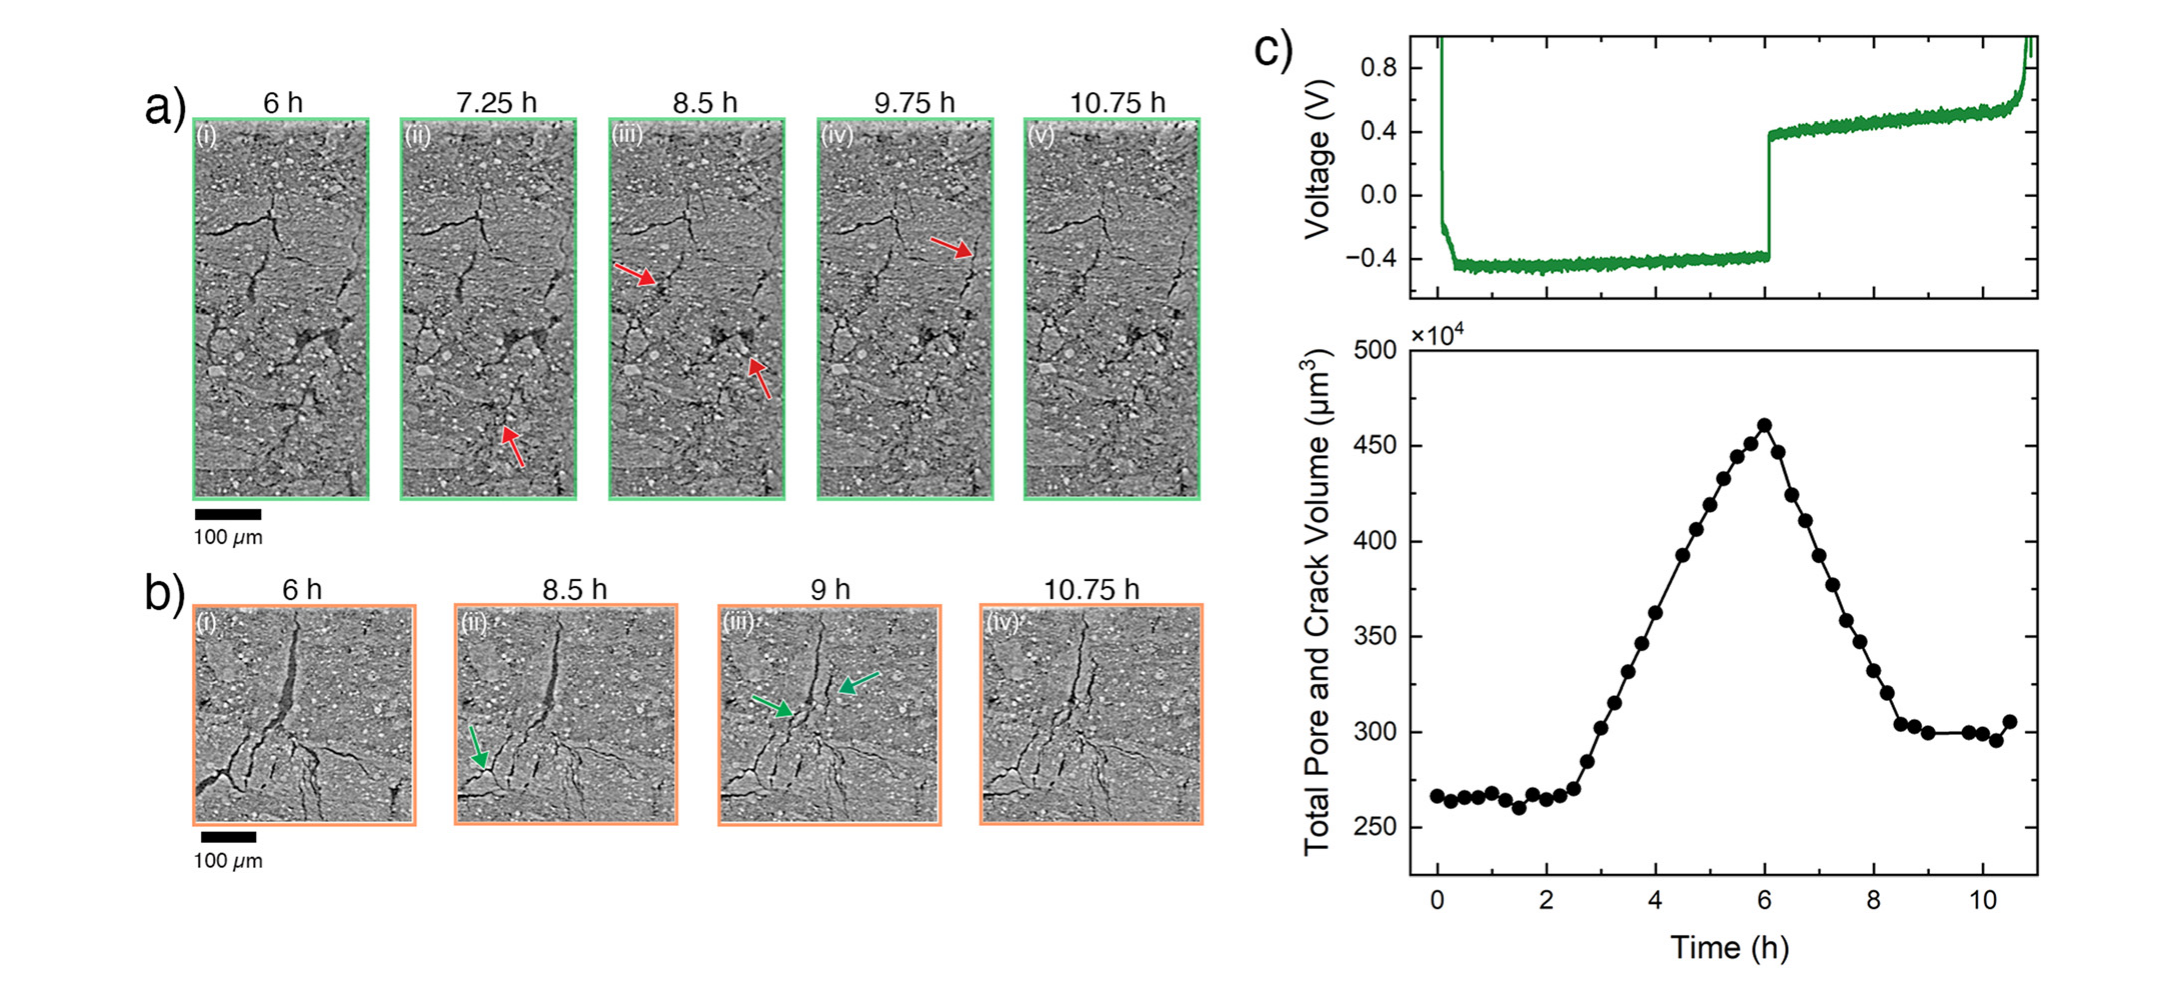 a)
6 h
7.25 h
8.5 h
9.75 h
10.75 h
(i)
(ii)
(iii)
(iv)
(v)
100 µm
b)
6 h
8.5 h
9 h
10.75 h
(i)
(ii)
(iii)
(iv)
100 µm
c)
Voltage (V)
0.8
0.4
0.0
−0.4
×10⁴
Total Pore and Crack Volume (µm³)
500
450
400
350
300
250
0 2 4 6 8 10
Time (h)